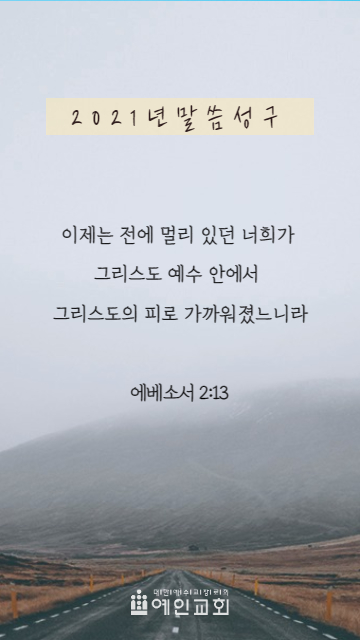 2021년말씀성구
이제는 전에 멀리 있던 너희가
그리스도 예수 안에서
그리스도의 피로 가까워졌느니라
에베소서 2:13
예인교회